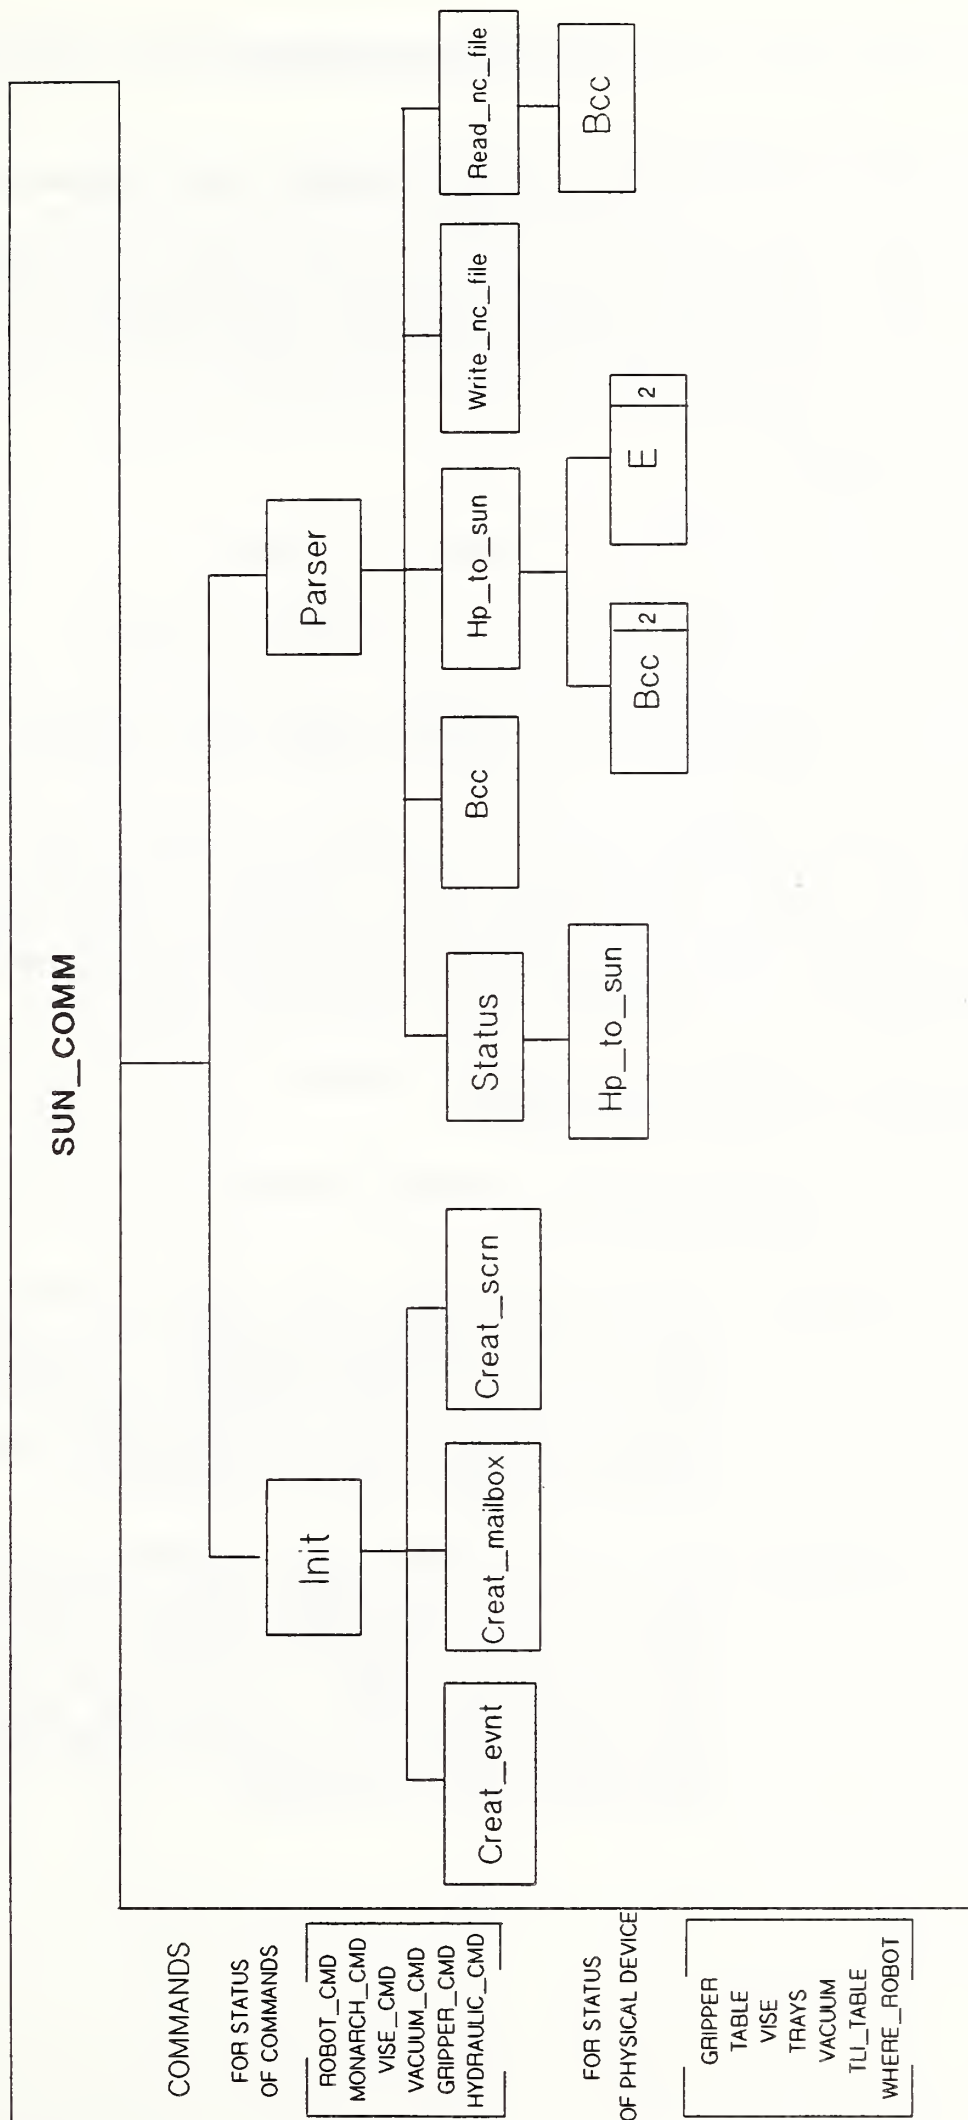 SUN_COMM
COMMANDS
FOR STATUS
OF COMMANDS
ROBOT_CMD
MONARCH_CMD
VISE_CMD
VACUUM_CMD
GRIPPER_CMD
HYDRAULIC_CMD
FOR STATUS
OF PHYSICAL DEVICE
GRIPPER
TABLE
VISE
TRAYS
VACUUM
TLI_TABLE
WHERE_ROBOT
Init
Parser
Creat_evnt
Creat_mailbox
Creat_scrn
Status
Bcc
Hp_to_sun
Write_nc_file
Read_nc_file
Hp_to_sun
Bcc 2
E 2
Bcc